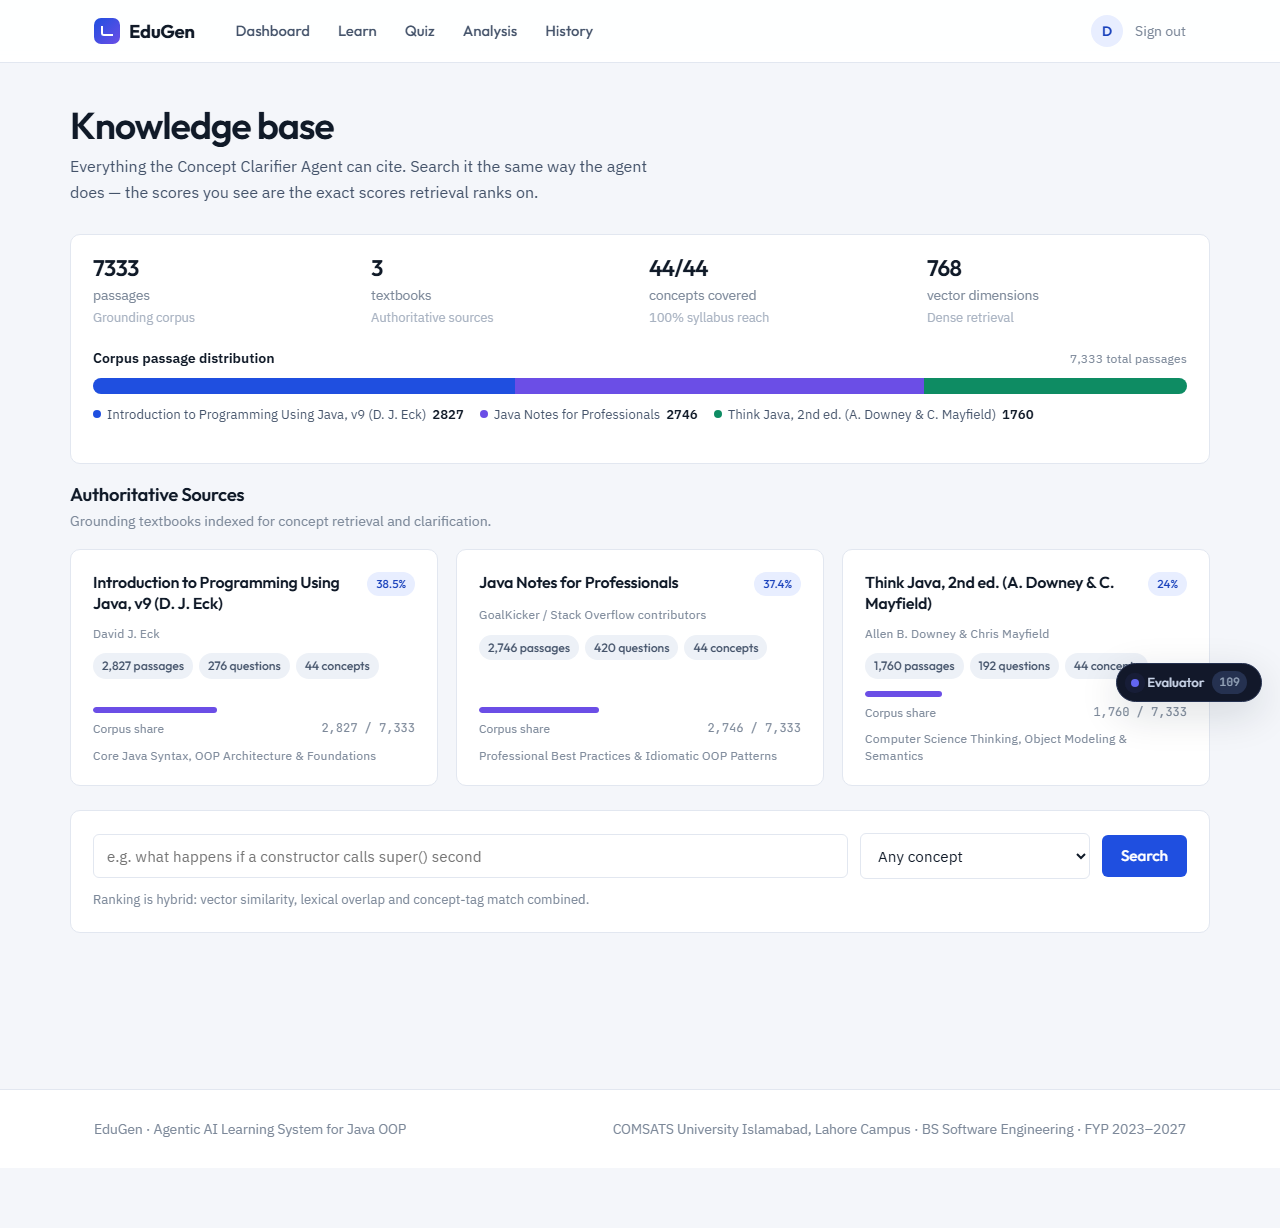 EduGen
Dashboard
Learn
Quiz
Analysis
History
D
Sign out
Knowledge base
Everything the Concept Clarifier Agent can cite. Search it the same way the agent
does — the scores you see are the exact scores retrieval ranks on.
7333
passages
Grounding corpus
3
textbooks
Authoritative sources
44/44
concepts covered
100% syllabus reach
768
vector dimensions
Dense retrieval
Corpus passage distribution
7,333 total passages
Introduction to Programming Using Java, v9 (D. J. Eck) 2827
Java Notes for Professionals 2746
Think Java, 2nd ed. (A. Downey & C. Mayfield) 1760
Authoritative Sources
Grounding textbooks indexed for concept retrieval and clarification.
Introduction to Programming Using
Java, v9 (D. J. Eck)
38.5%
David J. Eck
2,827 passages
276 questions
44 concepts
Corpus share
2,827 / 7,333
Core Java Syntax, OOP Architecture & Foundations
Java Notes for Professionals
37.4%
GoalKicker / Stack Overflow contributors
2,746 passages
420 questions
44 concepts
Corpus share
2,746 / 7,333
Professional Best Practices & Idiomatic OOP Patterns
Think Java, 2nd ed. (A. Downey & C.
Mayfield)
24%
Allen B. Downey & Chris Mayfield
1,760 passages
192 questions
44
Corpus share
1,760 / 7,333
Computer Science Thinking, Object Modeling &
Semantics
Evaluator 109
e.g. what happens if a constructor calls super() second
Any concept
Search
Ranking is hybrid: vector similarity, lexical overlap and concept-tag match combined.
EduGen · Agentic AI Learning System for Java OOP
COMSATS University Islamabad, Lahore Campus · BS Software Engineering · FYP 2023–2027